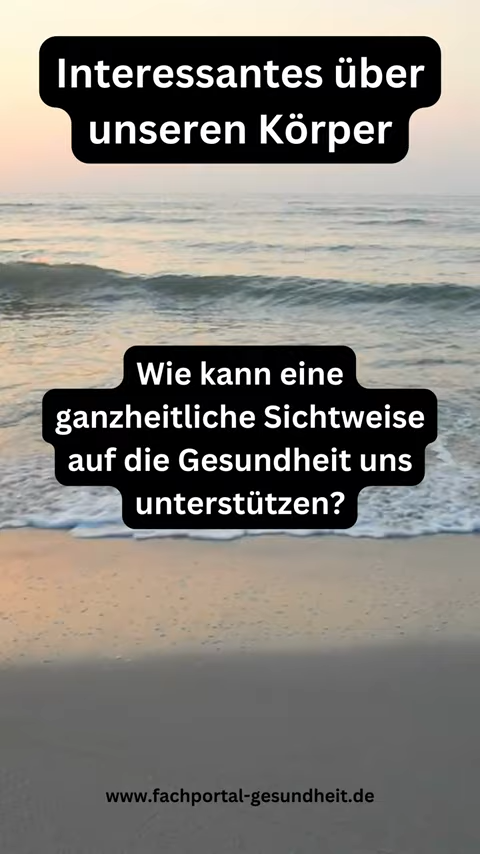 Interessantes über
unseren Körper
Wie kann eine
ganzheitliche Sichtweise
auf die Gesundheit uns
unterstützen?
www.fachportal-gesundheit.de